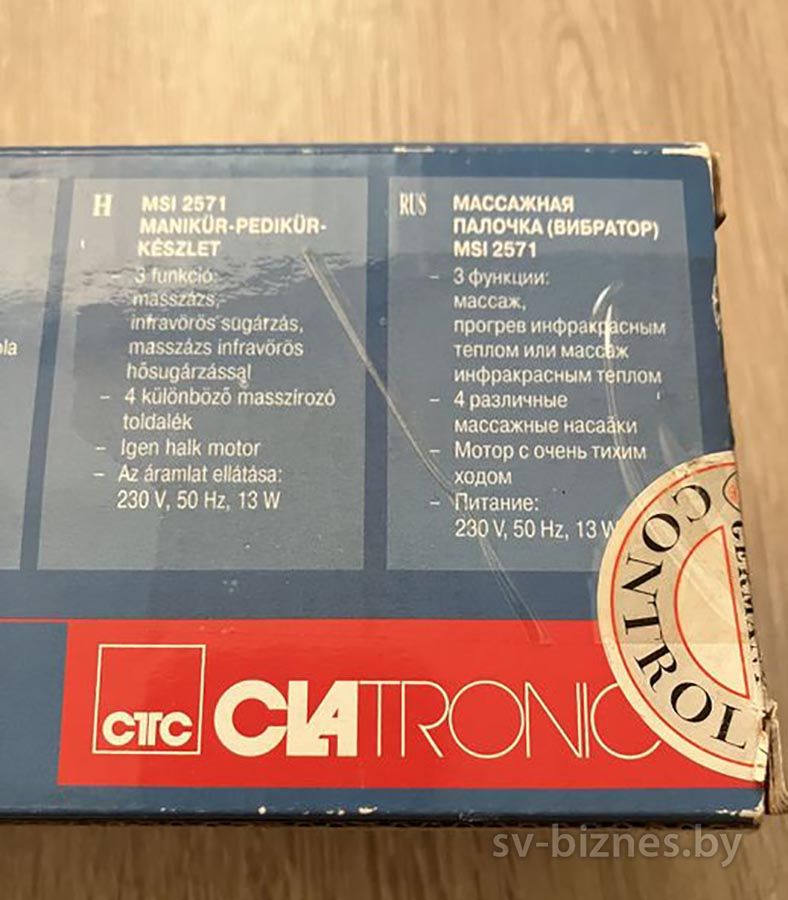 ola
H MSI 2571
MANIKÜR-PEDIKÜR-
KÉSZLET
– 3 funkció:
masszázs,
infravörös sugárzás,
masszázs infravörös
hősugárzással
– 4 különböző masszírozó
toldalék
– Igen halk motor
– Az áramlat ellátása:
230 V, 50 Hz, 13 W
RUS МАССАЖНАЯ
ПАЛОЧКА (ВИБРАТОР)
MSI 2571
– 3 функции:
массаж,
прогрев инфракрасным
теплом или массаж
инфракрасным теплом
– 4 различные
массажные насаäки
– Мотор с очень тихим
ходом
– Питание:
230 V, 50 Hz, 13 W
GERMANY
CONTROL
CTC CLATRONIC
sv-biznes.by